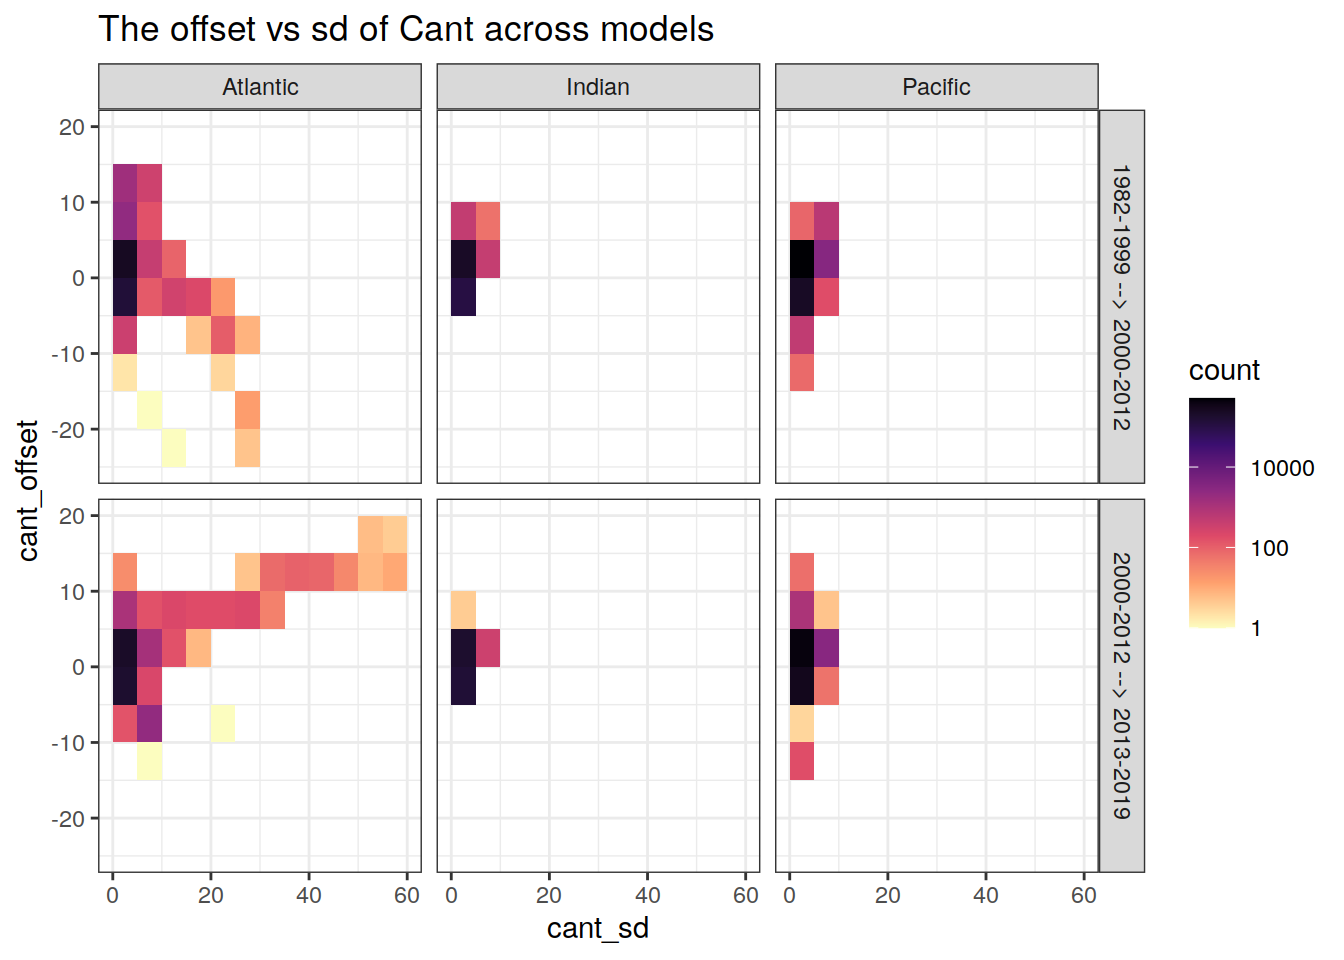 The offset vs sd of Cant across models
Atlantic
Indian
Pacific
20
10
0
-10
-20
1982-1999 --> 2000-2012
20
10
0
-10
-20
2000-2012 --> 2013-2019
0 20 40 60
0 20 40 60
0 20 40 60
cant_sd
cant_offset
count
10000
100
1